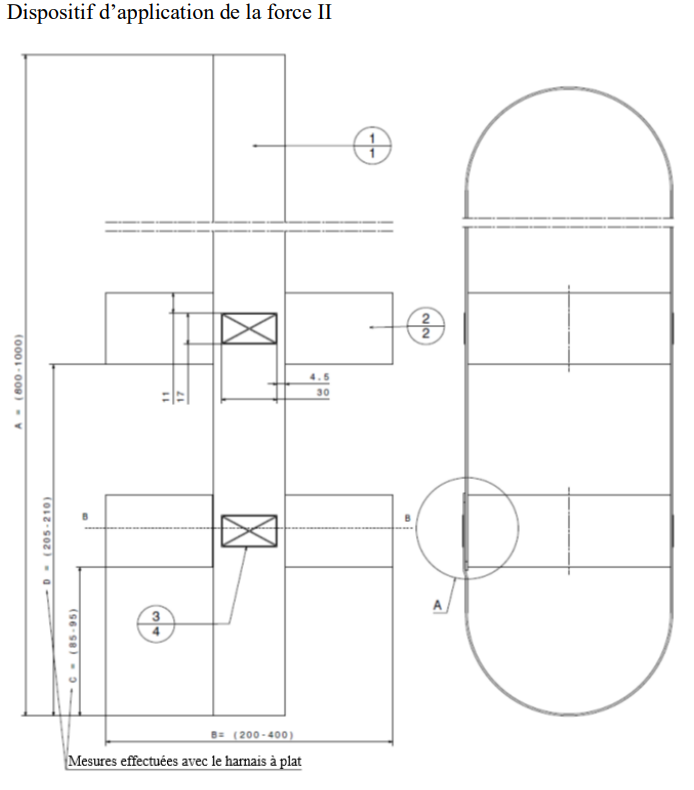 Dispositif d’application de la force II
1
1
2
2
A = (800-1000)
11
17
4.5
30
D = (205-210)
B
B
A
3
4
C = (85-95)
B= (200-400)
Mesures effectuées avec le harnais à plat